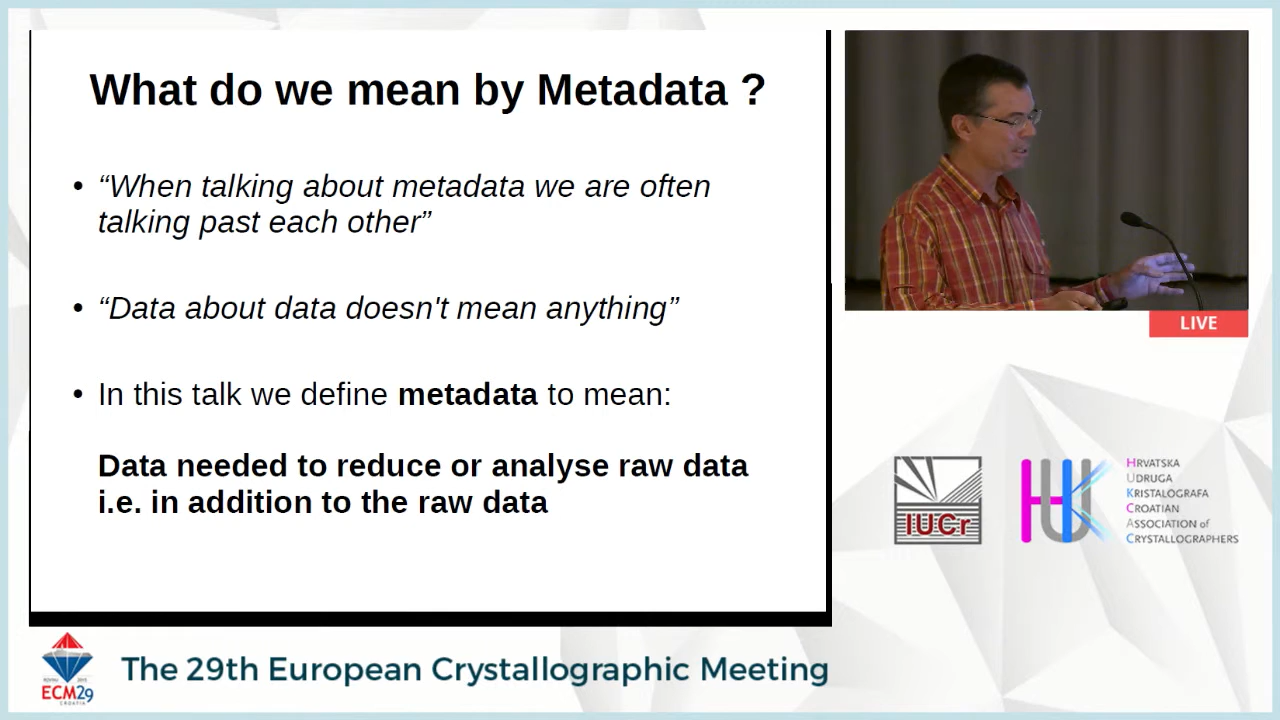 What do we mean by Metadata ?
• “When talking about metadata we are often
talking past each other”
• “Data about data doesn't mean anything”
• In this talk we define metadata to mean:
Data needed to reduce or analyse raw data
i.e. in addition to the raw data
LIVE
IUCr
HUK
HRVATSKA
UDRUGA
KRISTALOGRAFA
CROATIAN
ASSOCIATION of
CRYSTALLOGRAPHERS
ECM29
CROATIA
The 29th European Crystallographic Meeting